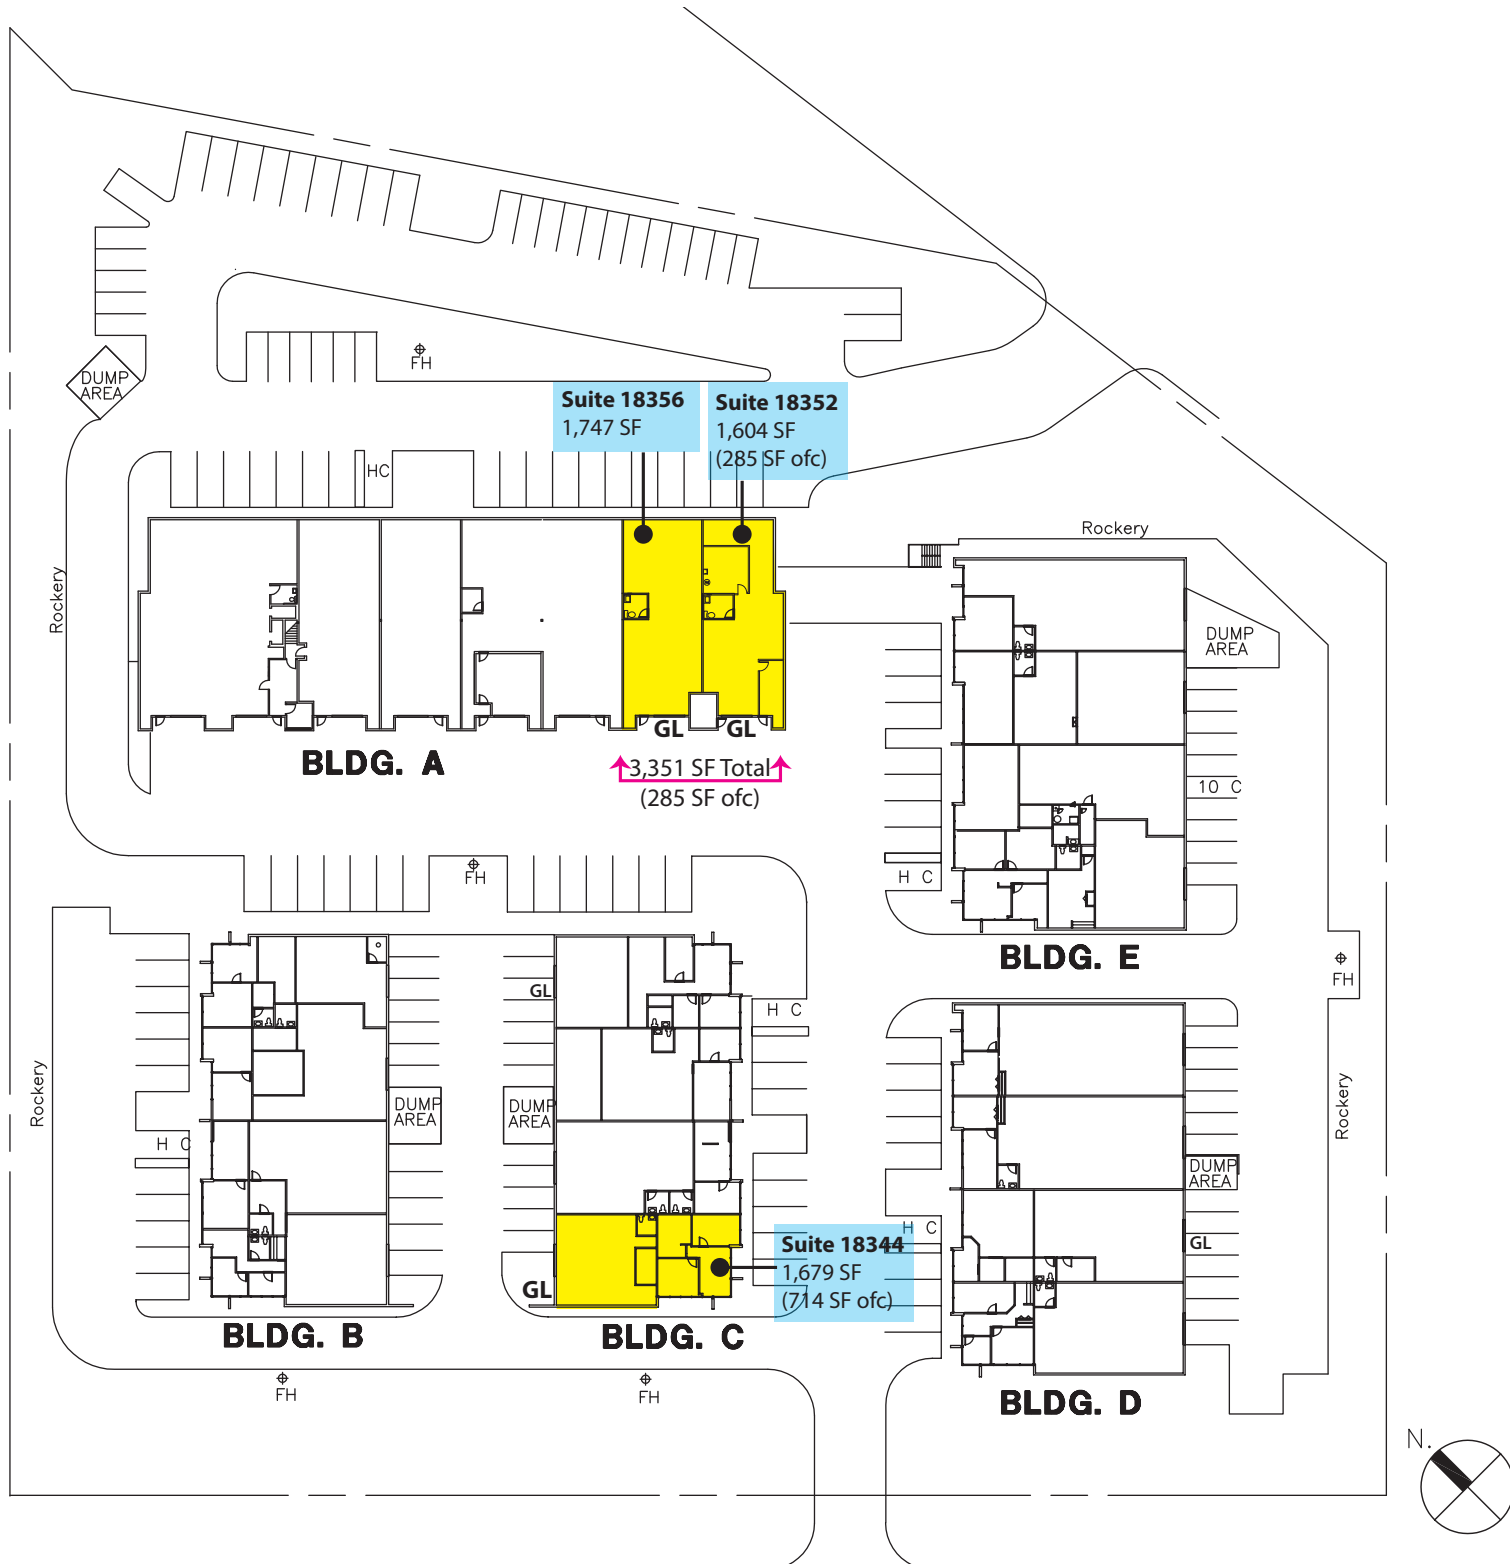 FH
DUMP
AREA
Suite 18356
1,747 SF
Suite 18352
1,604 SF
(285 SF ofc)
HC
Rockery
Rockery
DUMP
AREA
GL
GL
BLDG. A
3,351 SF Total
(285 SF ofc)
10 C
FH
H C
BLDG. E
FH
GL
H C
Rockery
DUMP
AREA
DUMP
AREA
Rockery
H C
DUMP
AREA
H C
Suite 18344
1,679 SF
(714 SF ofc)
GL
GL
BLDG. B
BLDG. C
FH
FH
BLDG. D
N.